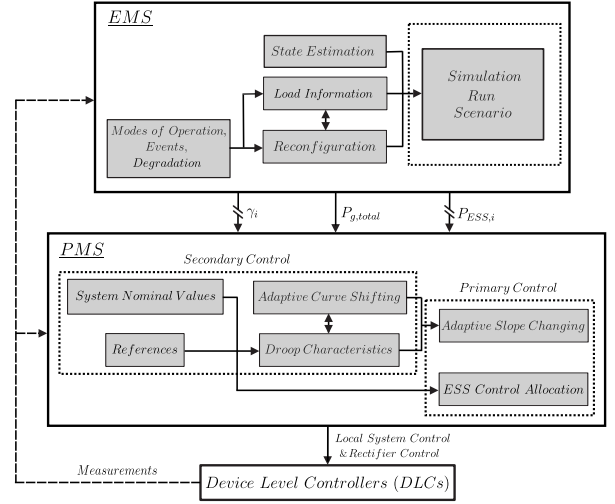 EMS
State Estimation
Load Information
Reconfiguration
Modes of Operation,
Events,
Degradation
Simulation
Run
Scenario
γi
Pg,total
PESS,i
PMS
Secondary Control
System Nominal Values
Adaptive Curve Shifting
References
Droop Characteristics
Primary Control
Adaptive Slope Changing
ESS Control Allocation
Local System Control
&Rectifier Control
Measurements
Device Level Controllers (DLCs)